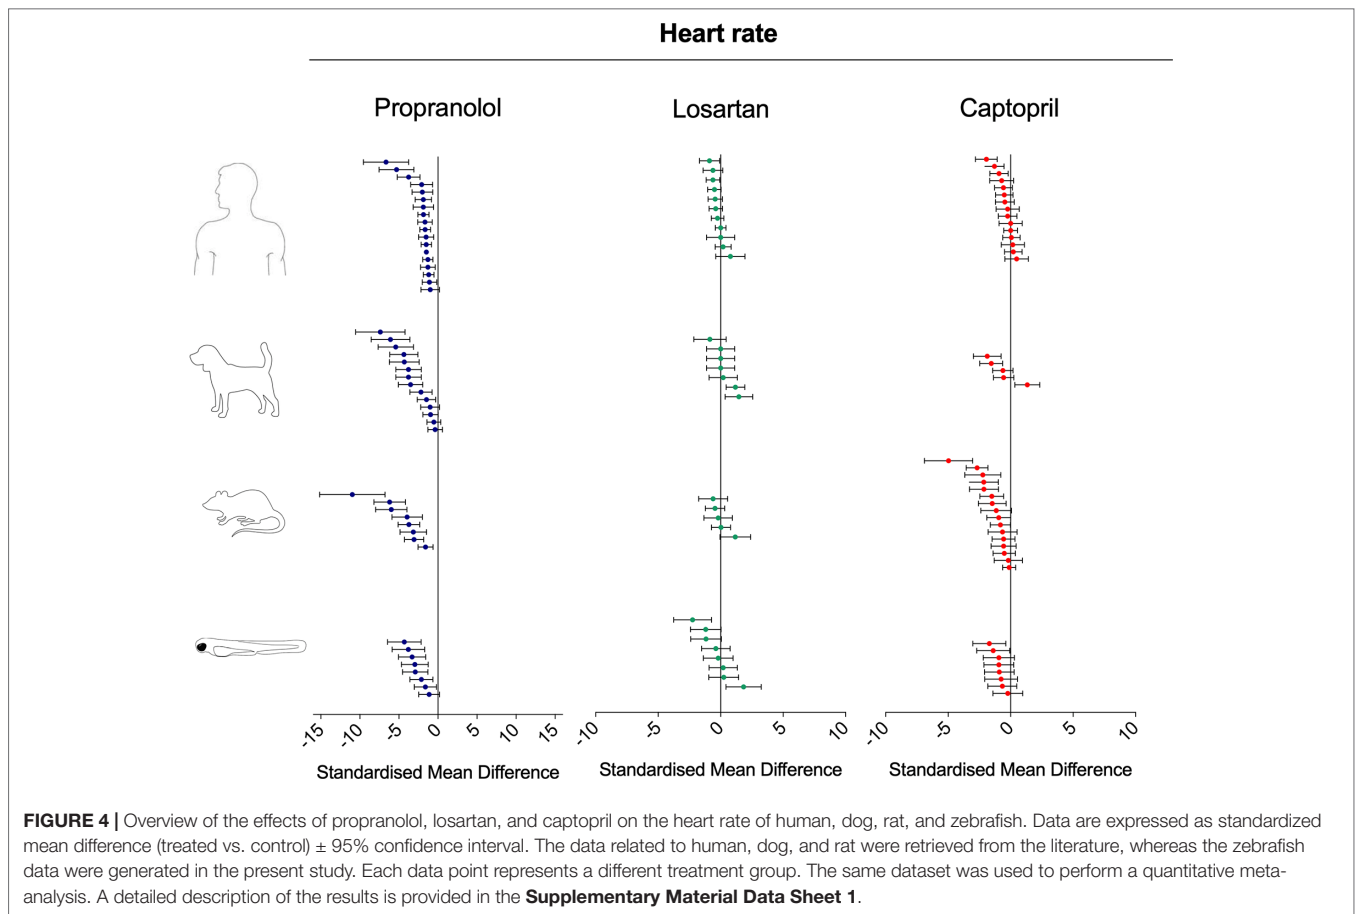 Heart rate
Propranolol
Losartan
Captopril
-15 -10 -5 0 5 10 15
-10 -5 0 5 10
-10 -5 0 5 10
Standardised Mean Difference
Standardised Mean Difference
Standardised Mean Difference
FIGURE 4 | Overview of the effects of propranolol, losartan, and captopril on the heart rate of human, dog, rat, and zebrafish. Data are expressed as standardized
mean difference (treated vs. control) ± 95% confidence interval. The data related to human, dog, and rat were retrieved from the literature, whereas the zebrafish
data were generated in the present study. Each data point represents a different treatment group. The same dataset was used to perform a quantitative meta-
analysis. A detailed description of the results is provided in the Supplementary Material Data Sheet 1.